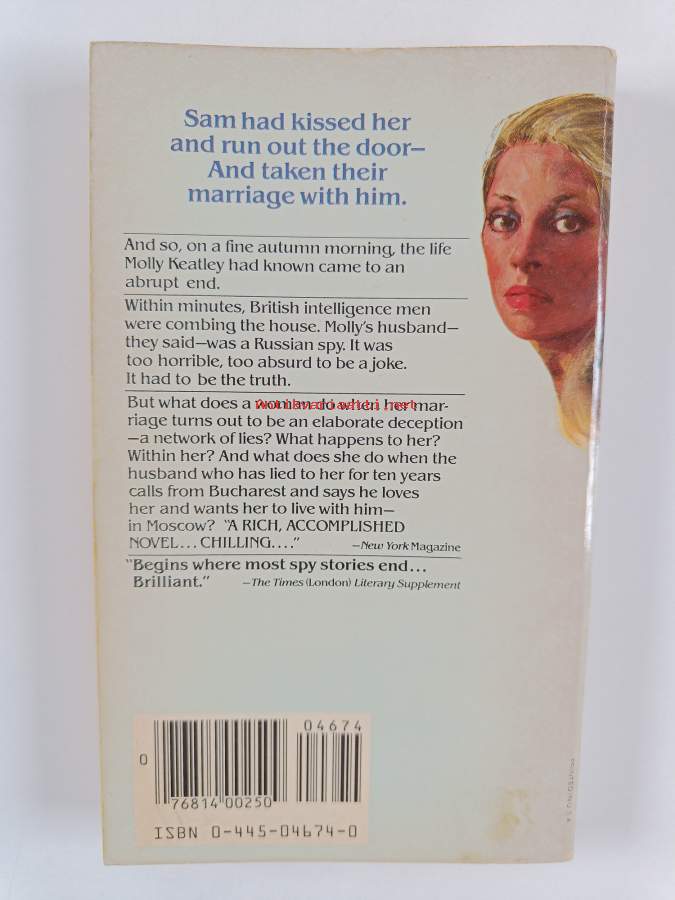 Sam had kissed her
and run out the door—
And taken their
marriage with him.
And so, on a fine autumn morning, the life
Molly Keatley had known came to an
abrupt end.
Within minutes, British intelligence men
were combing the house. Molly's husband—
they said—was a Russian spy. It was
too horrible, too absurd to be a joke.
It had to be the truth.
But what does a woman do when her mar-
riage turns out to be an elaborate deception
—a network of lies? What happens to her?
Within her? And what does she do when the
husband who has lied to her for ten years
calls from Bucharest and says he loves
her and wants her to live with him—
in Moscow? "A RICH, ACCOMPLISHED
NOVEL... CHILLING...." —New York Magazine
"Begins where most spy stories end...
Brilliant." —The Times (London) Literary Supplement
04674
0
76814 00250
ISBN 0-445-04674-0